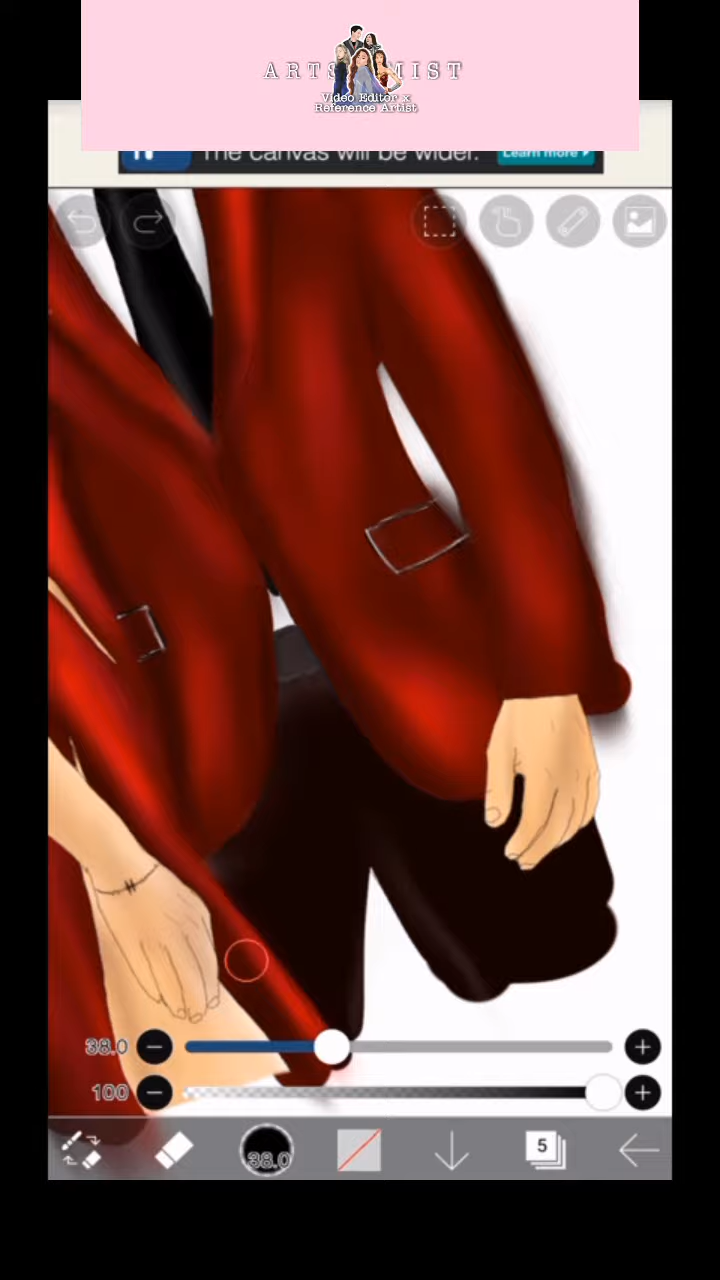 ARTS MIST
Video Editor x
Reference Artist
The canvas will be wider.
Learn more
38.0
100
38.0
5